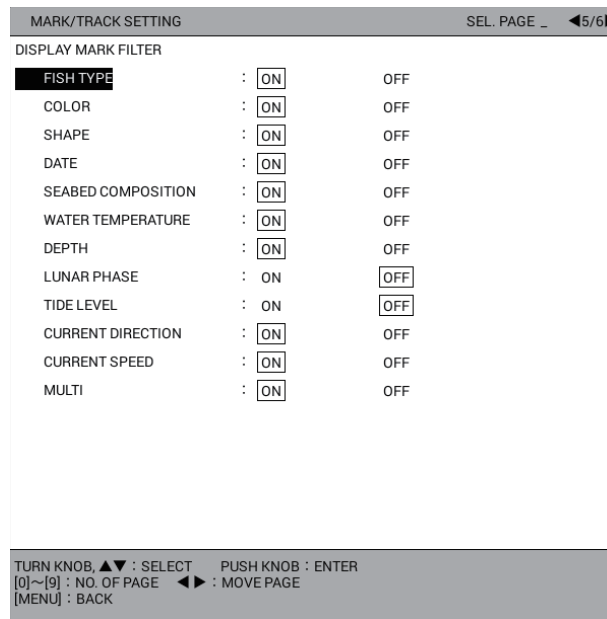 MARK/TRACK SETTING SEL. PAGE _ ◀5/6▶
DISPLAY MARK FILTER
FISH TYPE : ON OFF
COLOR : ON OFF
SHAPE : ON OFF
DATE : ON OFF
SEABED COMPOSITION : ON OFF
WATER TEMPERATURE : ON OFF
DEPTH : ON OFF
LUNAR PHASE : ON OFF
TIDE LEVEL : ON OFF
CURRENT DIRECTION : ON OFF
CURRENT SPEED : ON OFF
MULTI : ON OFF
TURN KNOB, ▲▼ : SELECT PUSH KNOB : ENTER
[0]~[9] : NO. OF PAGE ◀ ▶ : MOVE PAGE
[MENU] : BACK